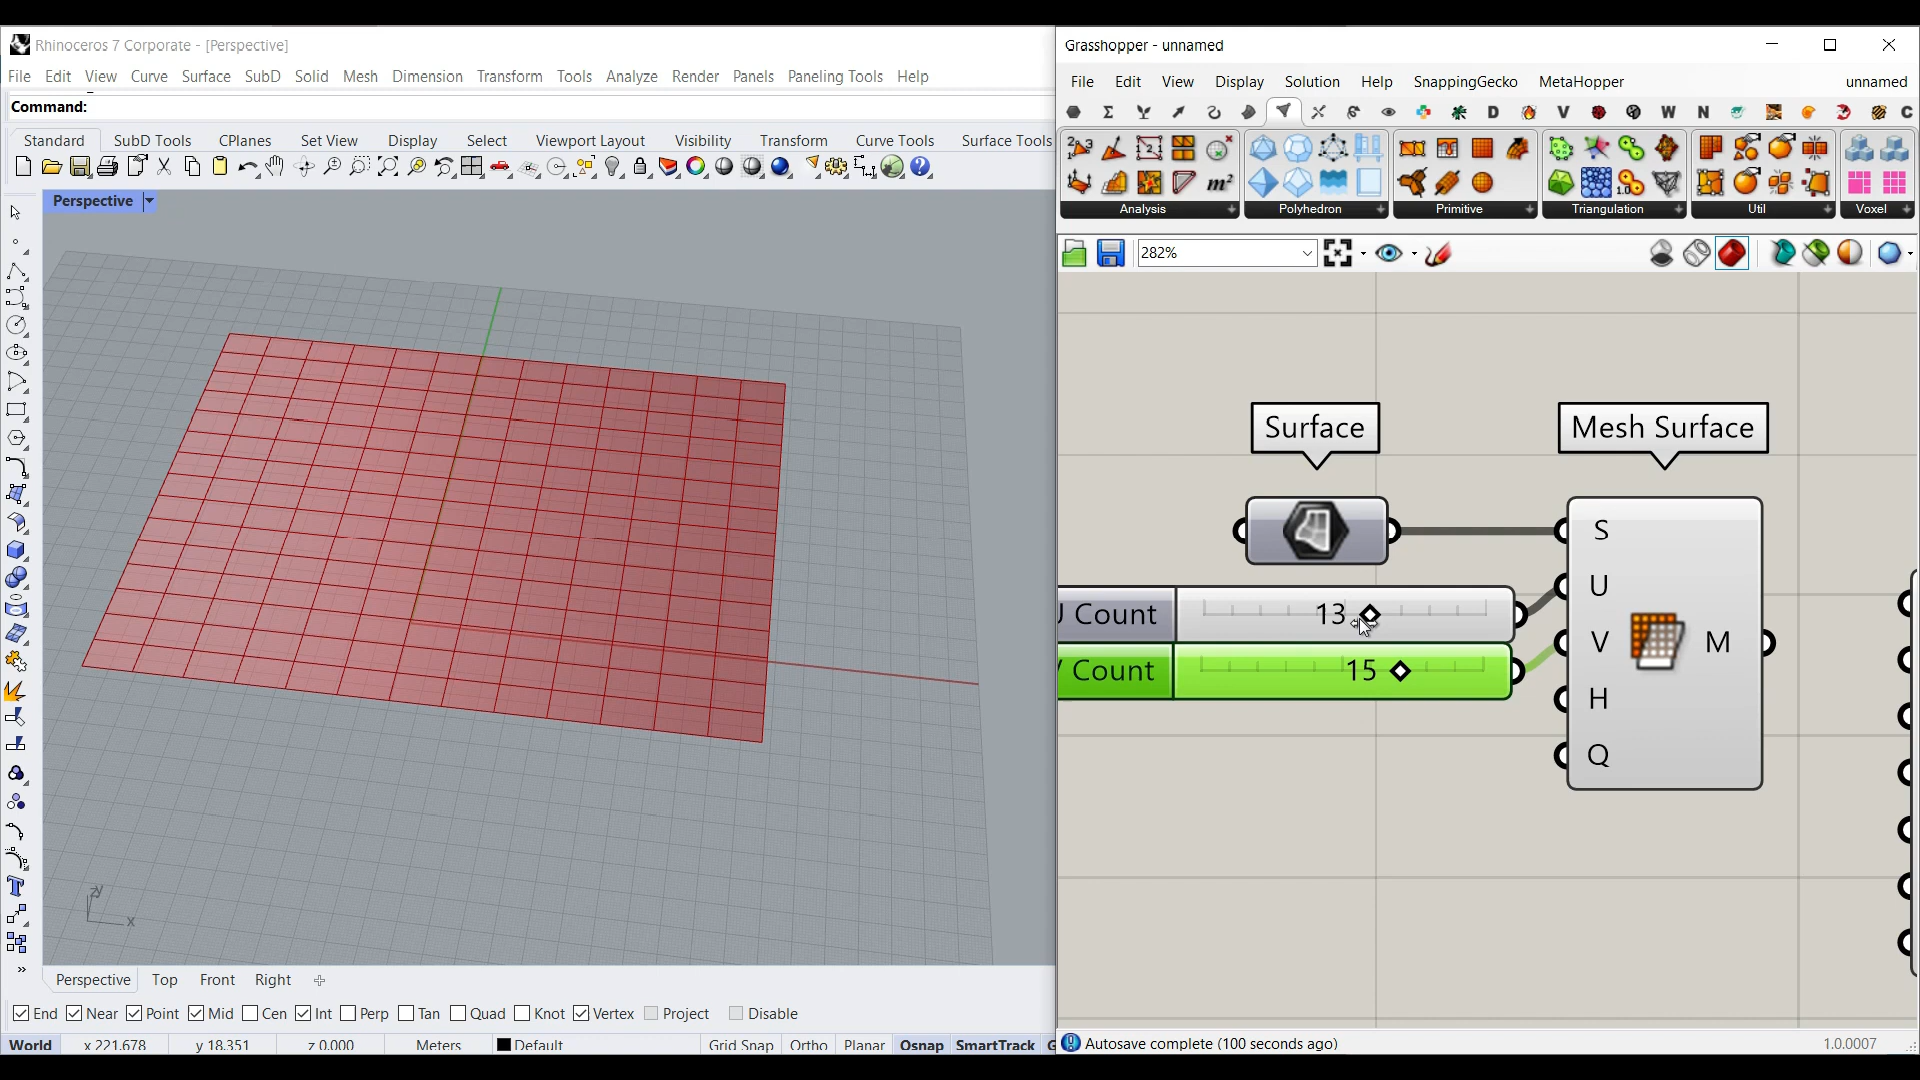 Rhinoceros 7 Corporate - [Perspective]
File Edit View Curve Surface SubD Solid Mesh Dimension Transform Tools Analyze Render Panels Paneling Tools Help
Command:
Standard SubD Tools CPlanes Set View Display Select Viewport Layout Visibility Transform Curve Tools Surface Tools
Perspective
zy
x
Perspective Top Front Right
End Near Point Mid Cen Int Perp Tan Quad Knot Vertex Project Disable
World x 221.678 y 18.351 z 0.000 Meters Default Grid Snap Ortho Planar Osnap SmartTrack G
Grasshopper - unnamed
File Edit View Display Solution Help SnappingGecko MetaHopper unnamed
D V W N C
m²
Analysis Polyhedron Primitive Triangulation Util Voxel
282%
Surface Mesh Surface
S
U
V M
H
Q
U Count 13
V Count 15
Autosave complete (100 seconds ago) 1.0.0007